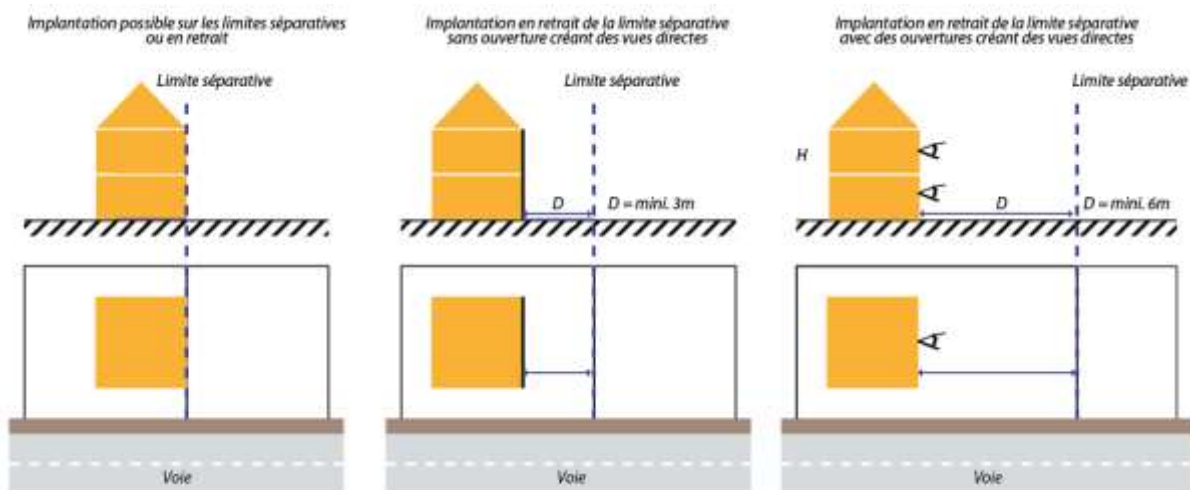 Implantation possible sur les limites séparatives
ou en retrait
Limite séparative
Voie
Implantation en retrait de la limite séparative
sans ouverture créant des vues directes
Limite séparative
D
D = mini. 3m
Voie
Implantation en retrait de la limite séparative
avec des ouvertures créant des vues directes
Limite séparative
H
D
D = mini. 6m
Voie